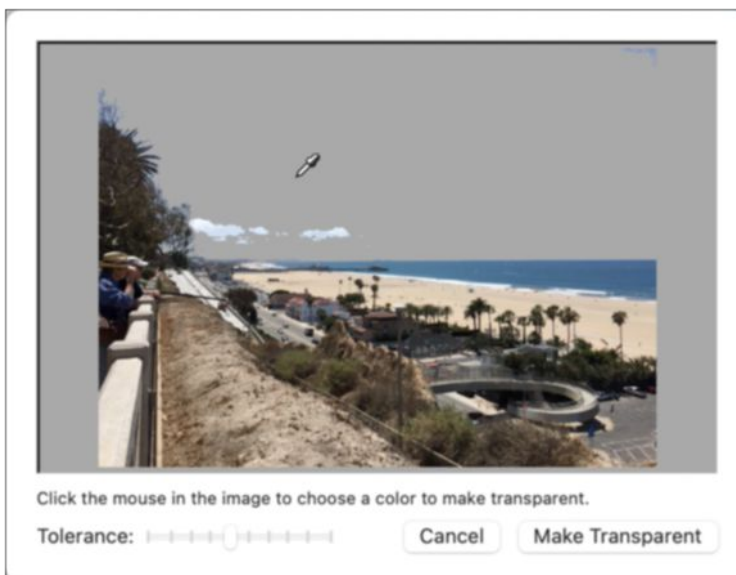 Click the mouse in the image to choose a color to make transparent.
Tolerance:
Cancel
Make Transparent